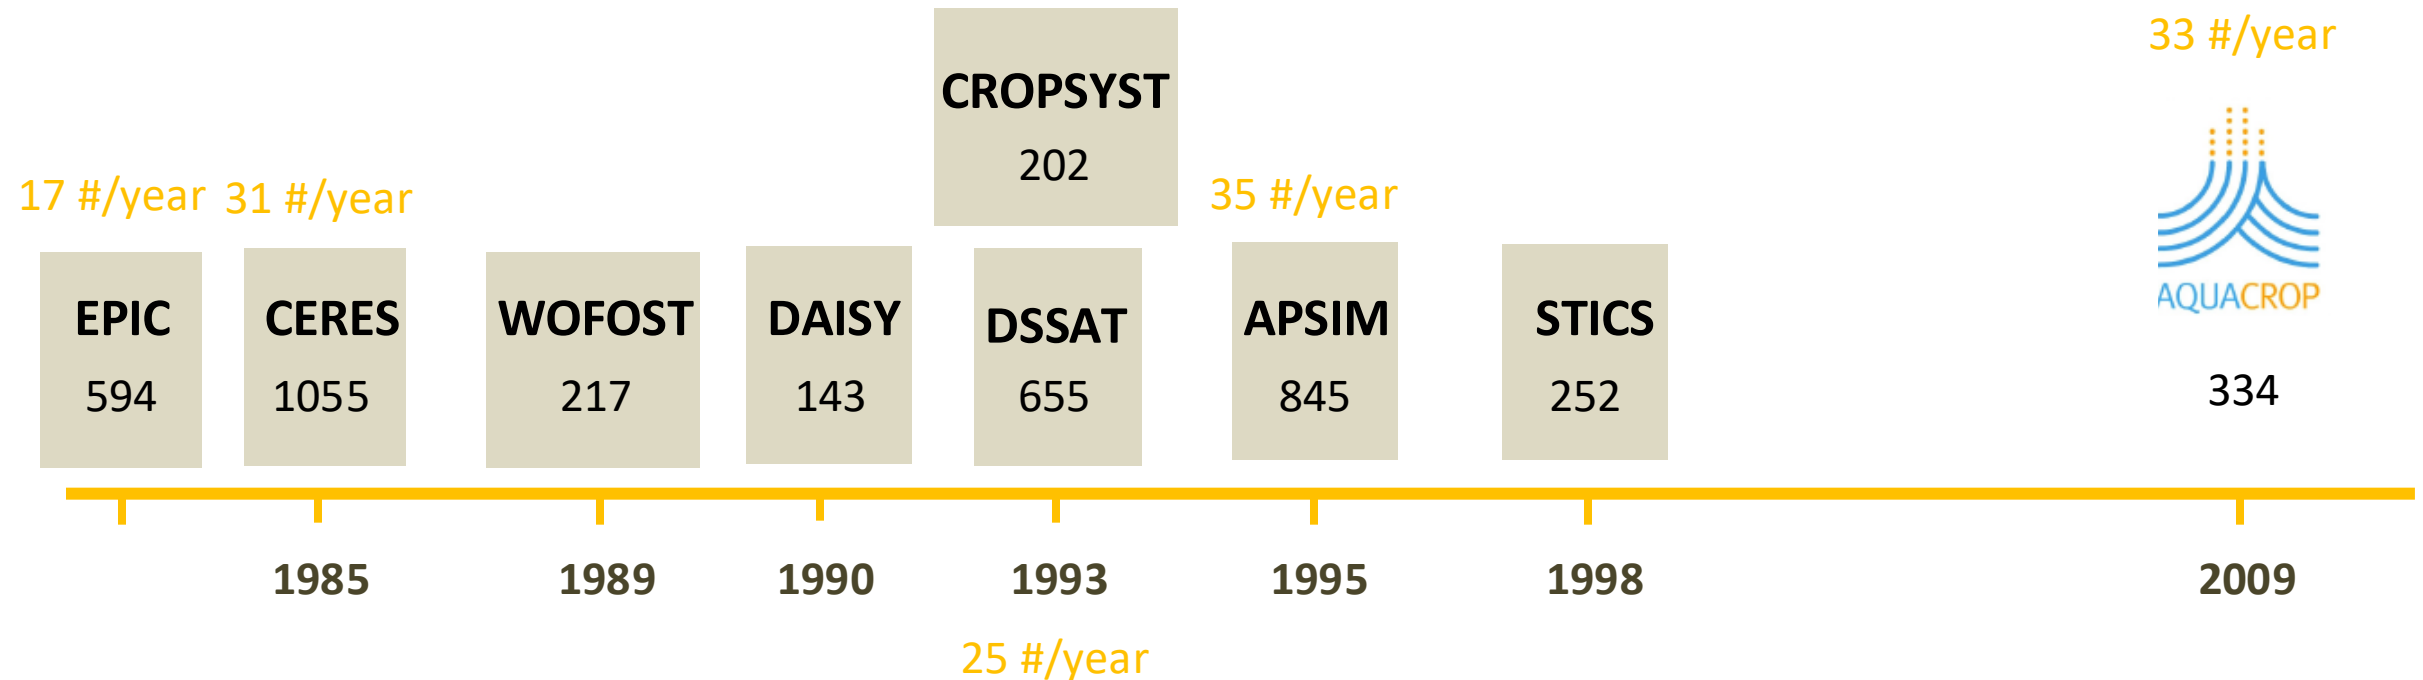 33 #/year
CROPSYST
202
17 #/year
31 #/year
35 #/year
EPIC
594
CERES
1055
WOFOST
217
DAISY
143
DSSAT
655
APSIM
845
STICS
252
AQUACROP
334
1985
1989
1990
1993
1995
1998
2009
25 #/year